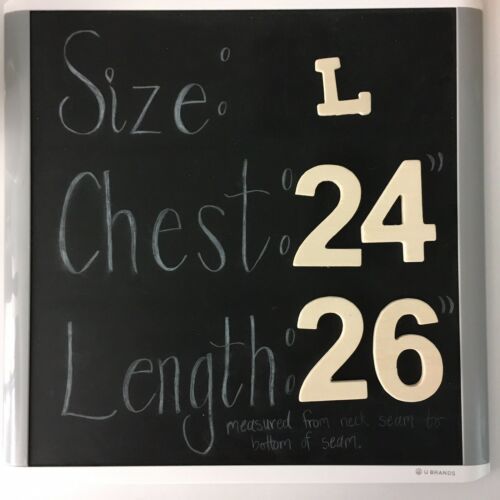 Size: L
Chest: 24"
Length: 26"
measured from neck seam to
bottom of seam.
U BRANDS